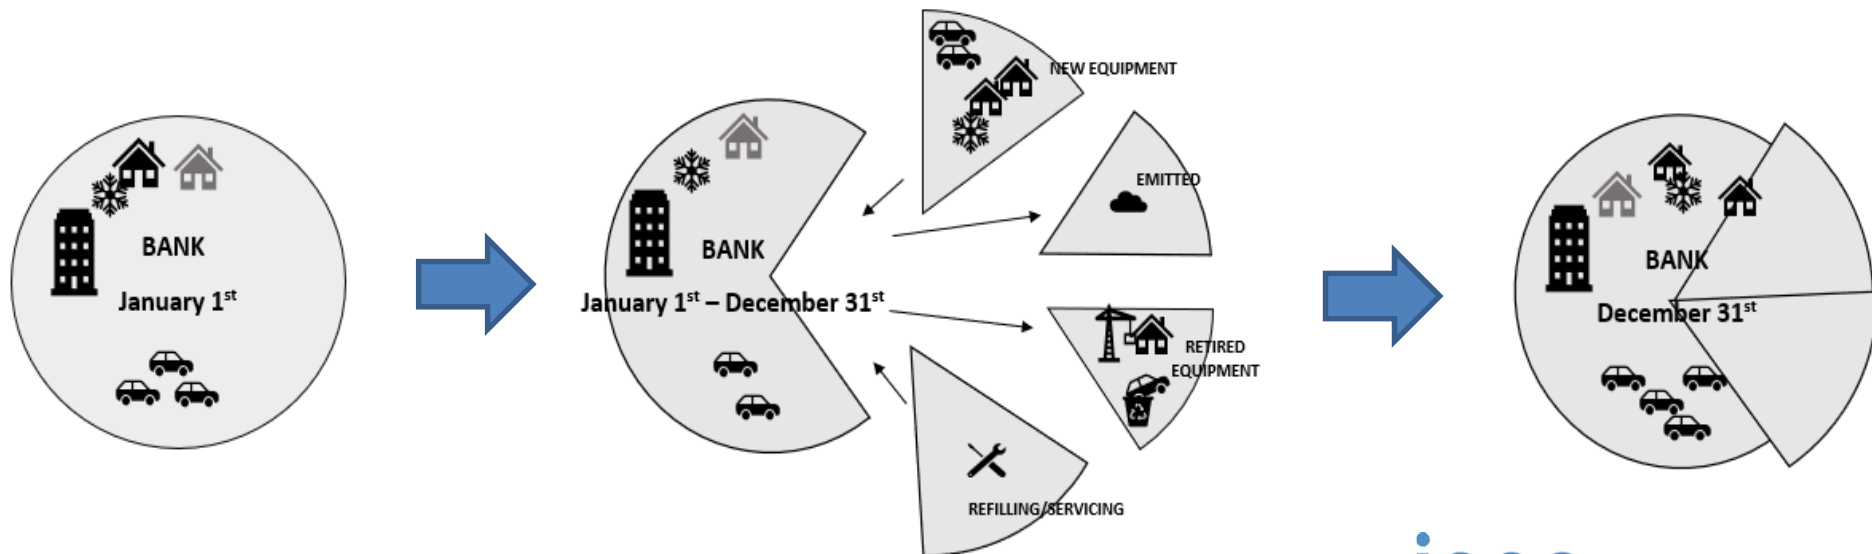 BANK
January 1st
BANK
January 1st – December 31st
NEW EQUIPMENT
EMITTED
RETIRED
EQUIPMENT
REFILLING/SERVICING
BANK
December 31st